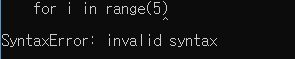 for i in range(5)
^
SyntaxError: invalid syntax